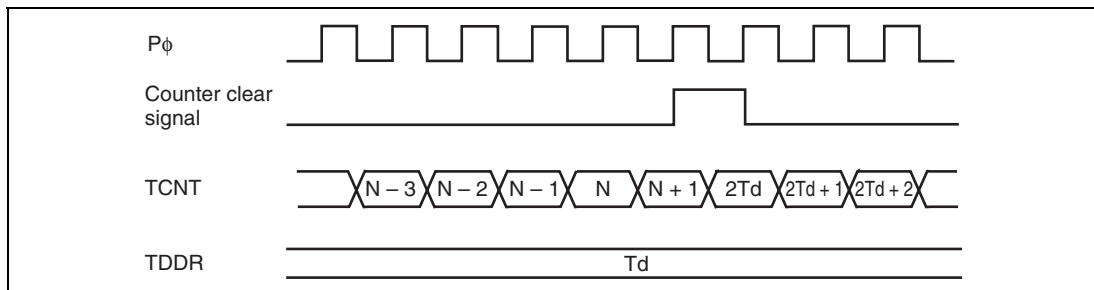 Pφ
Counter clear
signal
TCNT N – 3 N – 2 N – 1 N N + 1 2Td 2Td + 1 2Td + 2
TDDR Td